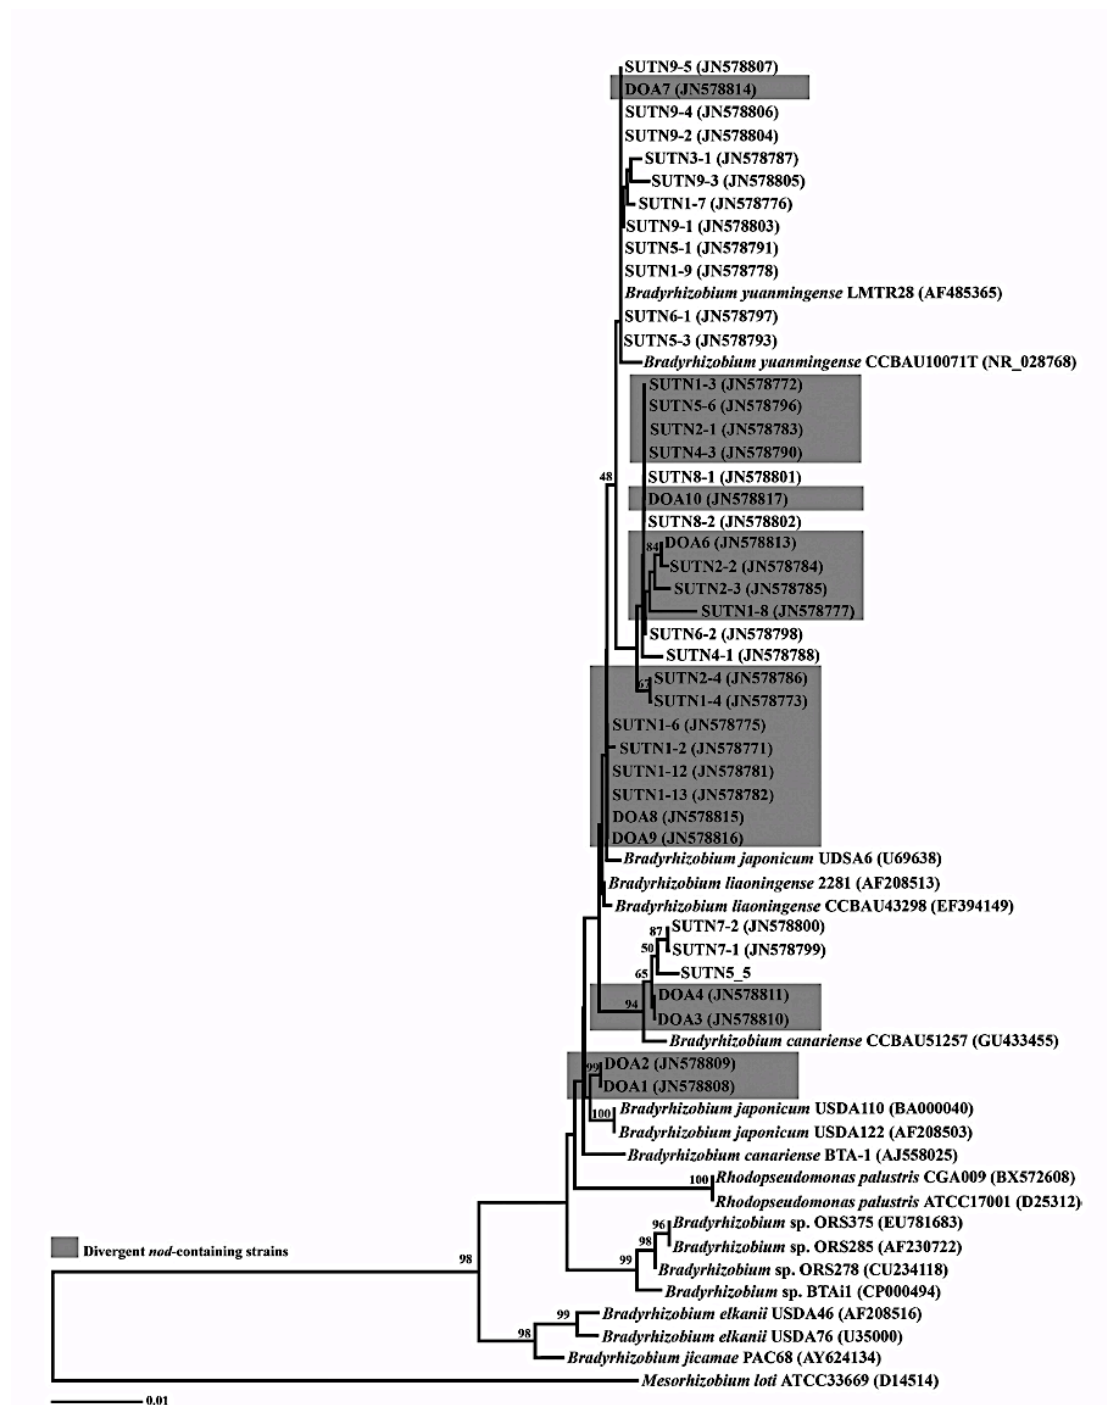 SUTN9-5 (JN578807)
DOA7 (JN578814)
SUTN9-4 (JN578806)
SUTN9-2 (JN578804)
SUTN3-1 (JN578787)
SUTN9-3 (JN578805)
SUTN1-7 (JN578776)
SUTN9-1 (JN578803)
SUTN5-1 (JN578791)
SUTN1-9 (JN578778)
Bradyrhizobium yuanmingense LMTR28 (AF485365)
SUTN6-1 (JN578797)
SUTN5-3 (JN578793)
Bradyrhizobium yuanmingense CCBAU10071T (NR_028768)
SUTN1-3 (JN578772)
SUTN5-6 (JN578796)
SUTN2-1 (JN578783)
SUTN4-3 (JN578790)
48 SUTN8-1 (JN578801)
DOA10 (JN578817)
SUTN8-2 (JN578802)
84 DOA6 (JN578813)
SUTN2-2 (JN578784)
SUTN2-3 (JN578785)
SUTN1-8 (JN578777)
SUTN6-2 (JN578798)
SUTN4-1 (JN578788)
67 SUTN2-4 (JN578786)
SUTN1-4 (JN578773)
SUTN1-6 (JN578775)
SUTN1-2 (JN578771)
SUTN1-12 (JN578781)
SUTN1-13 (JN578782)
DOA8 (JN578815)
DOA9 (JN578816)
Bradyrhizobium japonicum UDSA6 (U69638)
Bradyrhizobium liaoningense 2281 (AF208513)
Bradyrhizobium liaoningense CCBAU43298 (EF394149)
87 SUTN7-2 (JN578800)
50 SUTN7-1 (JN578799)
65 SUTN5_5
DOA4 (JN578811)
94 DOA3 (JN578810)
Bradyrhizobium canariense CCBAU51257 (GU433455)
99 DOA2 (JN578809)
DOA1 (JN578808)
100 Bradyrhizobium japonicum USDA110 (BA000040)
Bradyrhizobium japonicum USDA122 (AF208503)
Bradyrhizobium canariense BTA-1 (AJ558025)
100 Rhodopseudomonas palustris CGA009 (BX572608)
Rhodopseudomonas palustris ATCC17001 (D25312)
96 Bradyrhizobium sp. ORS375 (EU781683)
98 Bradyrhizobium sp. ORS285 (AF230722)
99 Bradyrhizobium sp. ORS278 (CU234118)
Bradyrhizobium sp. BTAi1 (CP000494)
Divergent nod-containing strains
98
99 Bradyrhizobium elkanii USDA46 (AF208516)
98 Bradyrhizobium elkanii USDA76 (U35000)
Bradyrhizobium jicamae PAC68 (AY624134)
Mesorhizobium loti ATCC33669 (D14514)
0.01